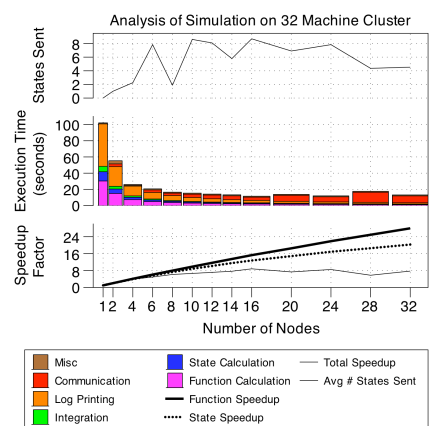 Analysis of Simulation on 32 Machine Cluster
States Sent
8
6
4
2
0
Execution Time
(seconds)
100
80
60
40
20
0
Speedup
Factor
24
16
8
0
1 2 4 6 8 10 12 14 16 20 24 28 32
Number of Nodes
Misc
Communication
Log Printing
Integration
State Calculation
Function Calculation
Function Speedup
State Speedup
Total Speedup
Avg # States Sent